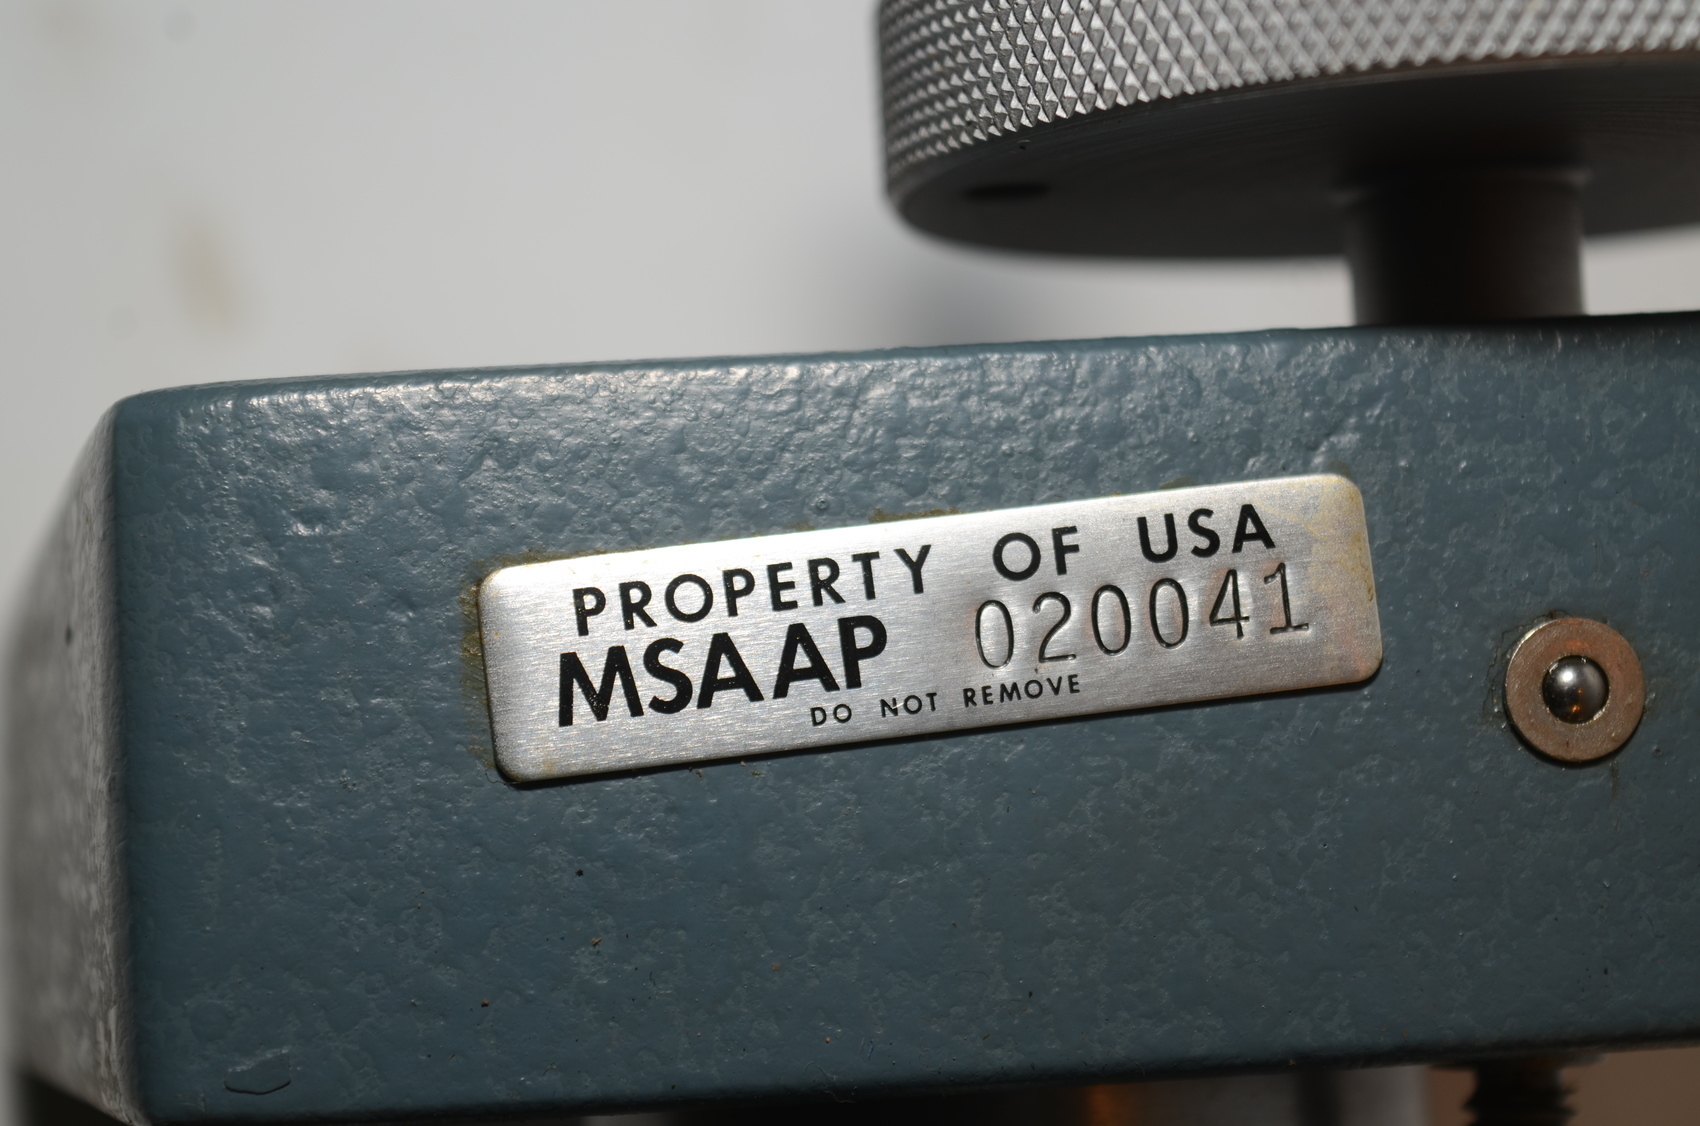 PROPERTY OF USA
MSAAP 020041
DO NOT REMOVE